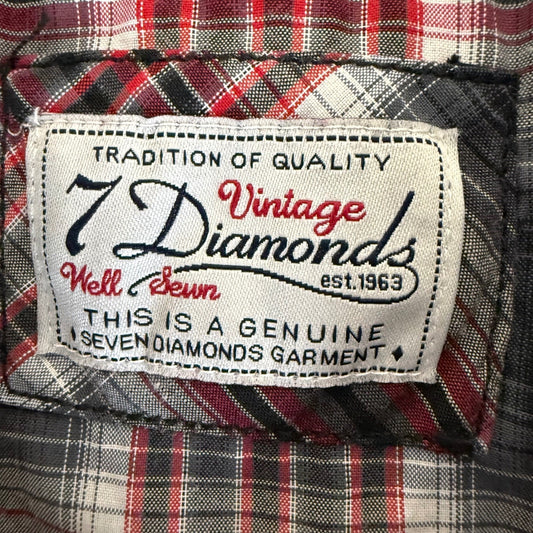 TRADITION OF QUALITY
Vintage
7 Diamonds
Well Sewn est.1963
THIS IS A GENUINE
SEVEN DIAMONDS GARMENT